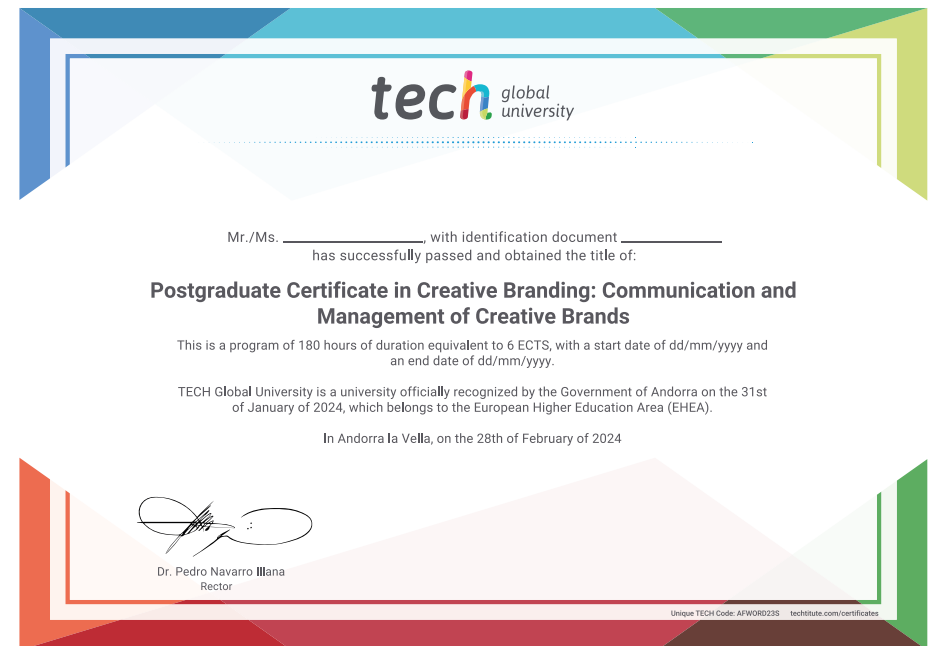 tech global
university
Mr./Ms. ____________, with identification document ____________
has successfully passed and obtained the title of:
Postgraduate Certificate in Creative Branding: Communication and
Management of Creative Brands
This is a program of 180 hours of duration equivalent to 6 ECTS, with a start date of dd/mm/yyyy and
an end date of dd/mm/yyyy.
TECH Global University is a university officially recognized by the Government of Andorra on the 31st
of January of 2024, which belongs to the European Higher Education Area (EHEA).
In Andorra la Vella, on the 28th of February of 2024
Dr. Pedro Navarro Illana
Rector
Unique TECH Code: AFWORD23S techtitute.com/certificates